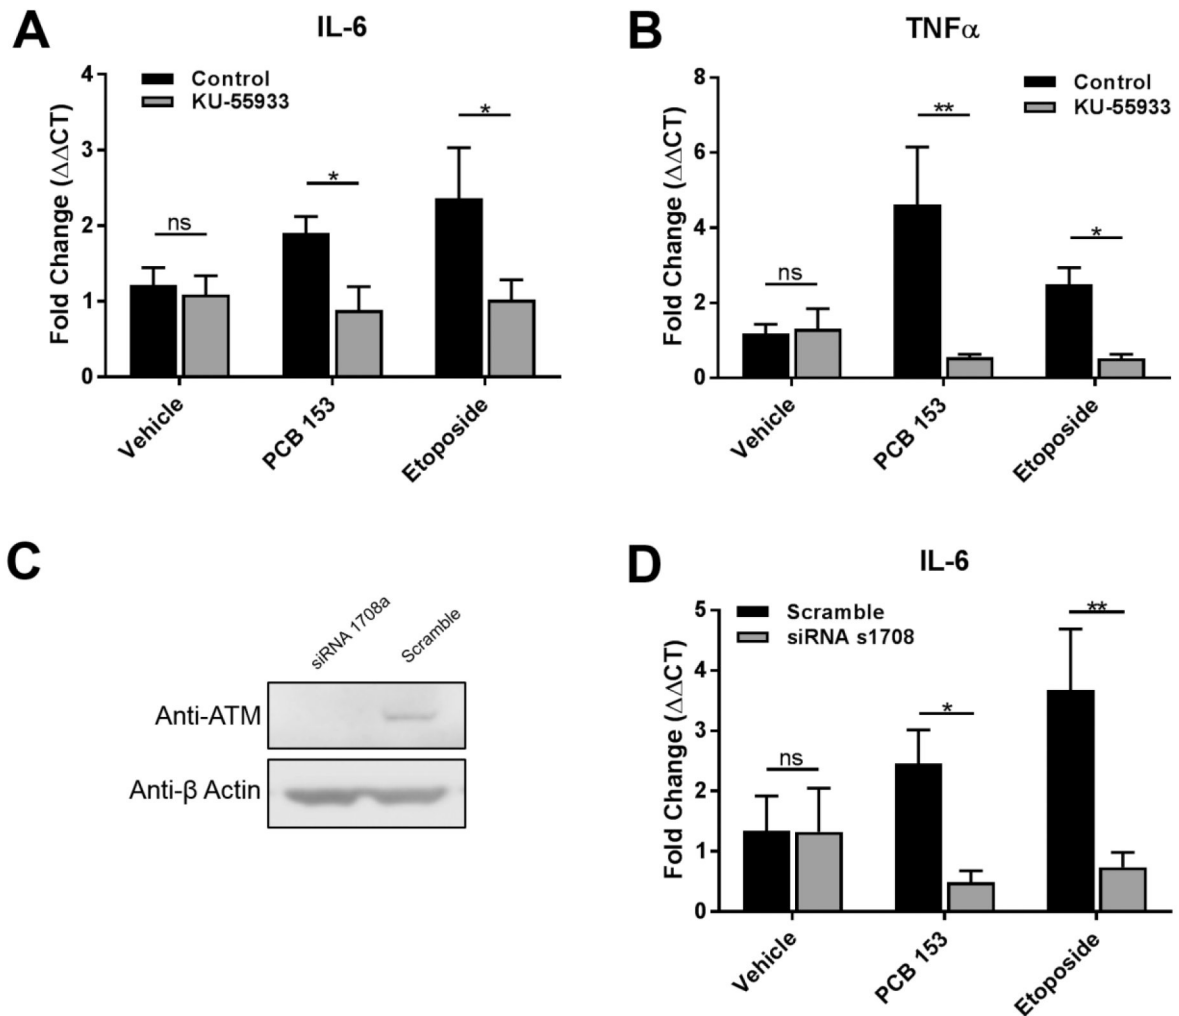 A
IL-6
Fold Change (ΔΔCT)
4
3
2
1
0
Control
KU-55933
ns
*
*
Vehicle
PCB 153
Etoposide
B
TNFα
Fold Change (ΔΔCT)
8
6
4
2
0
Control
KU-55933
ns
**
*
Vehicle
PCB 153
Etoposide
C
siRNA 1708a
Scramble
Anti-ATM
Anti-β Actin
D
IL-6
Fold Change (ΔΔCT)
5
4
3
2
1
0
Scramble
siRNA s1708
ns
*
**
Vehicle
PCB 153
Etoposide